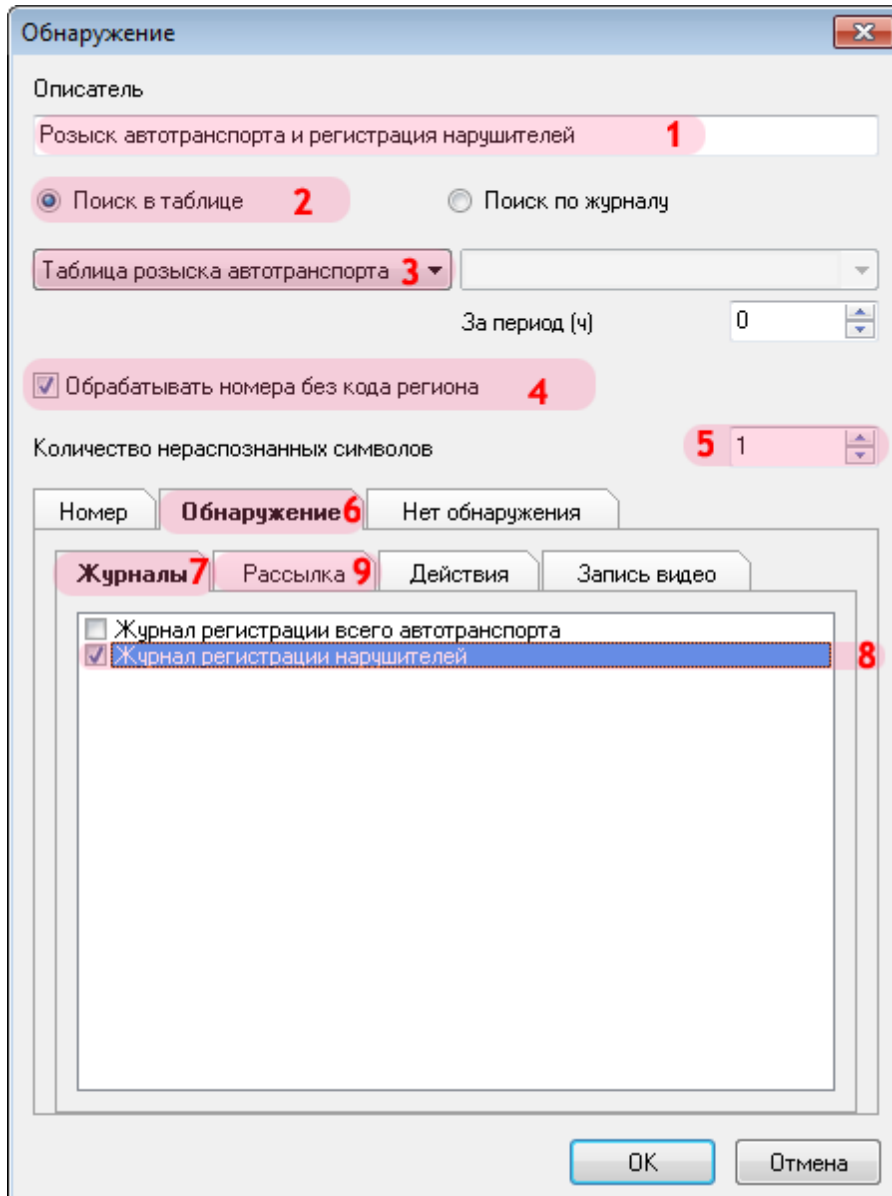 Обнаружение
Описатель
Розыск автотранспорта и регистрация нарушителей 1
Поиск в таблице 2 Поиск по журналу
Таблица розыска автотранспорта 3
За период (ч) 0
Обрабатывать номера без кода региона 4
Количество нераспознанных символов 5 1
Номер Обнаружение 6 Нет обнаружения
Журналы 7 Рассылка 9 Действия Запись видео
Журнал регистрации всего автотранспорта
Журнал регистрации нарушителей 8
OK Отмена